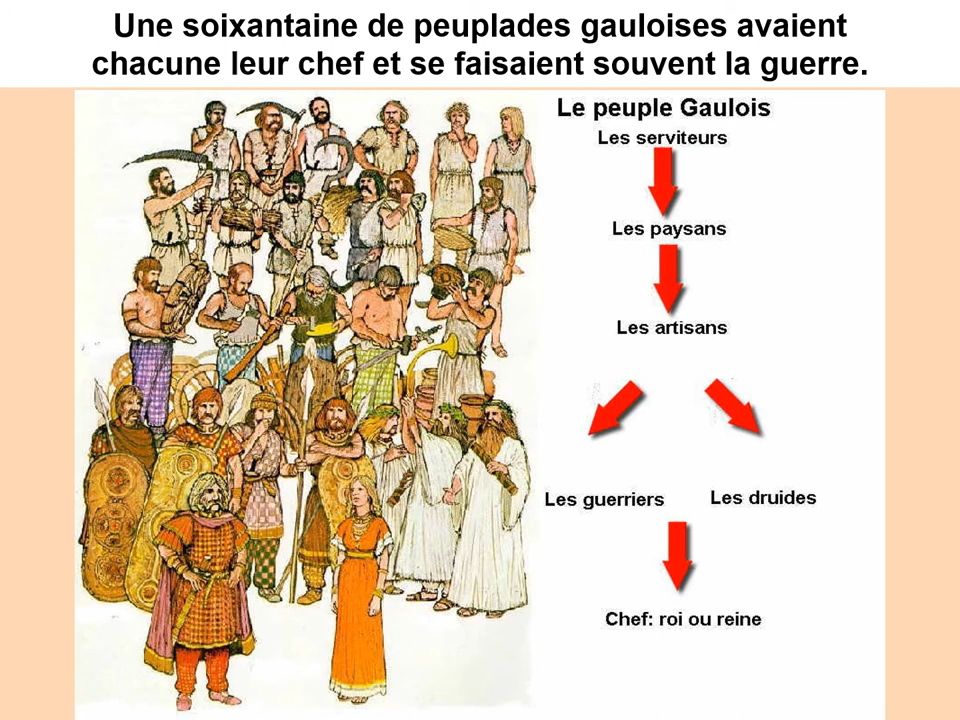 Une soixantaine de peuplades gauloises avaient
chacune leur chef et se faisaient souvent la guerre.
Le peuple Gaulois
Les serviteurs
Les paysans
Les artisans
Les guerriers
Les druides
Chef: roi ou reine